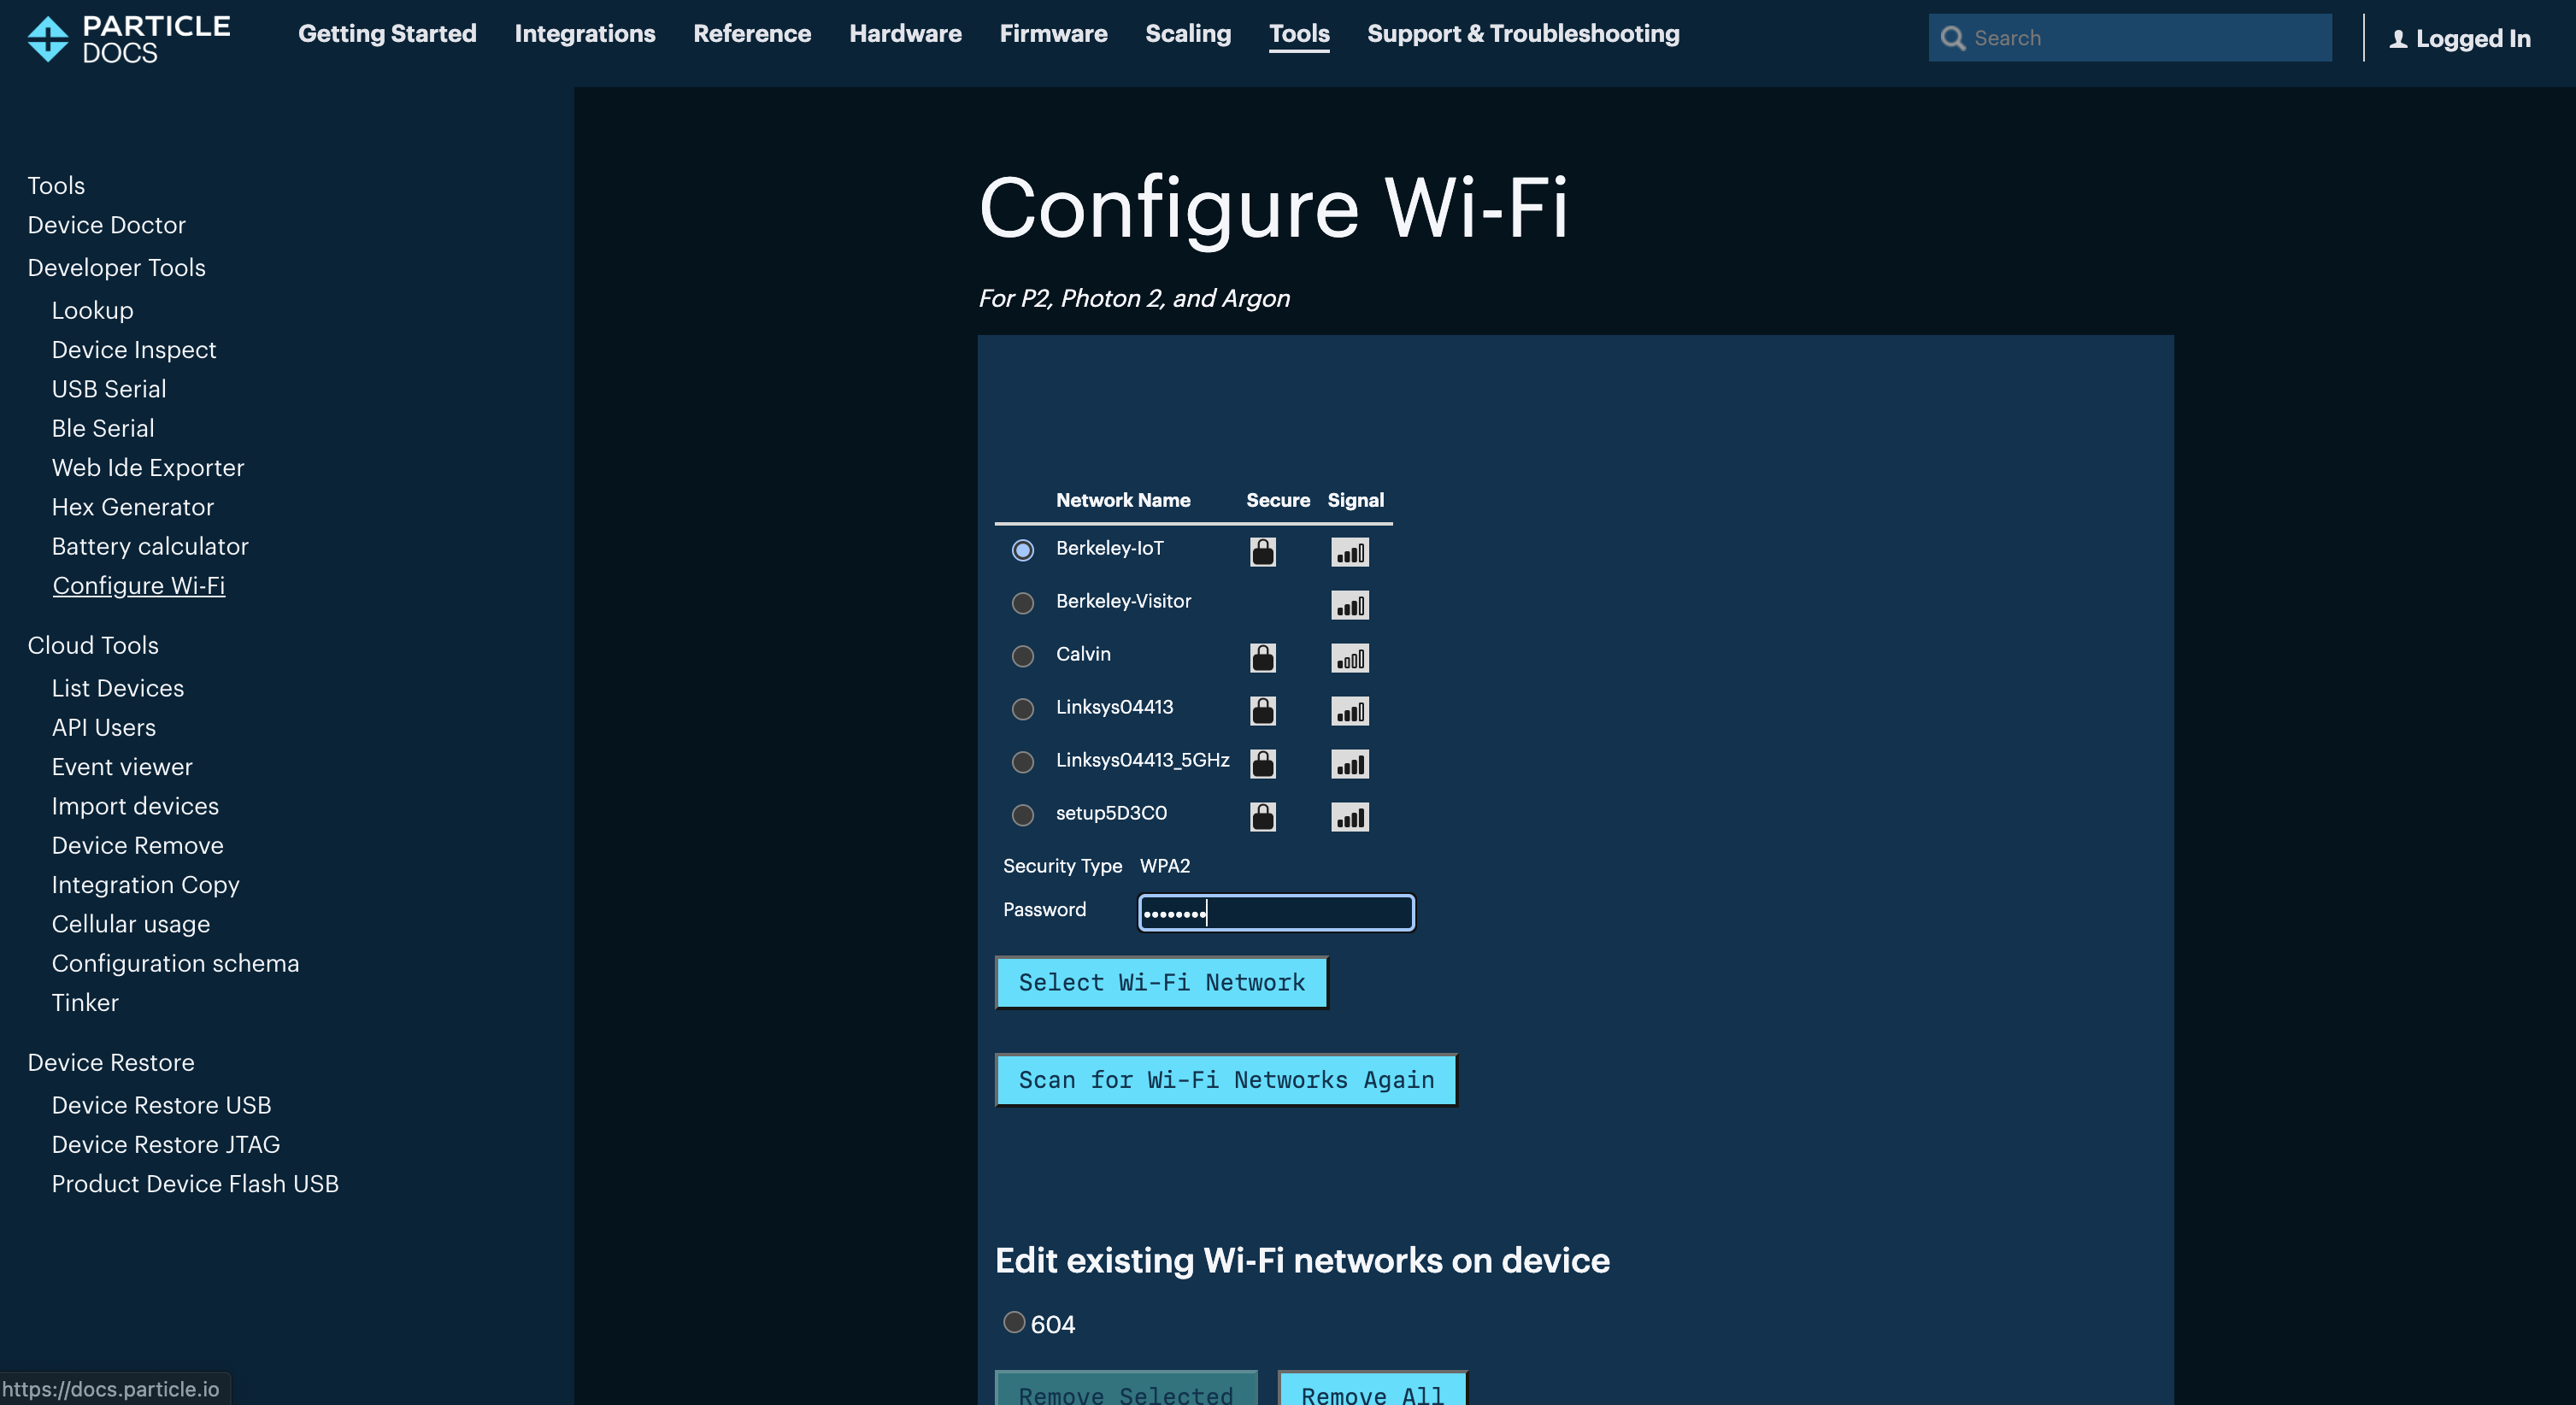 PARTICLE
DOCS
Getting Started
Integrations
Reference
Hardware
Firmware
Scaling
Tools
Support & Troubleshooting
Search
Logged In
Tools
Device Doctor
Developer Tools
Lookup
Device Inspect
USB Serial
Ble Serial
Web Ide Exporter
Hex Generator
Battery calculator
Configure Wi-Fi
Cloud Tools
List Devices
API Users
Event viewer
Import devices
Device Remove
Integration Copy
Cellular usage
Configuration schema
Tinker
Device Restore
Device Restore USB
Device Restore JTAG
Product Device Flash USB
https://docs.particle.io
Configure Wi-Fi
For P2, Photon 2, and Argon
Network Name Secure Signal
Berkeley-IoT
Berkeley-Visitor
Calvin
Linksys04413
Linksys04413_5GHz
setup5D3C0
Security Type WPA2
Password ••••••••
Select Wi-Fi Network
Scan for Wi-Fi Networks Again
Edit existing Wi-Fi networks on device
604
Remove Selected
Remove All